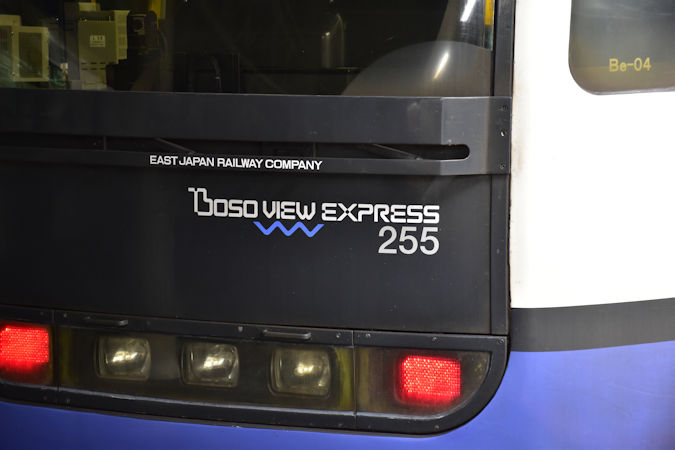 Be-04
EAST JAPAN RAILWAY COMPANY
BOSO VIEW EXPRESS
255